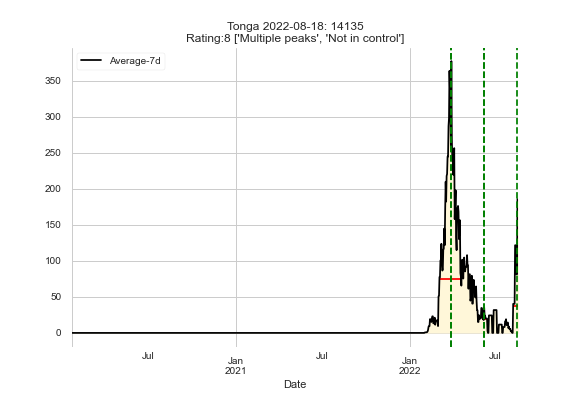 Tonga 2022-08-18: 14135
Rating:8 ['Multiple peaks', 'Not in control']
Average-7d
350
300
250
200
150
100
50
0
Jul
Jan
2021
Jul
Jan
2022
Jul
Date